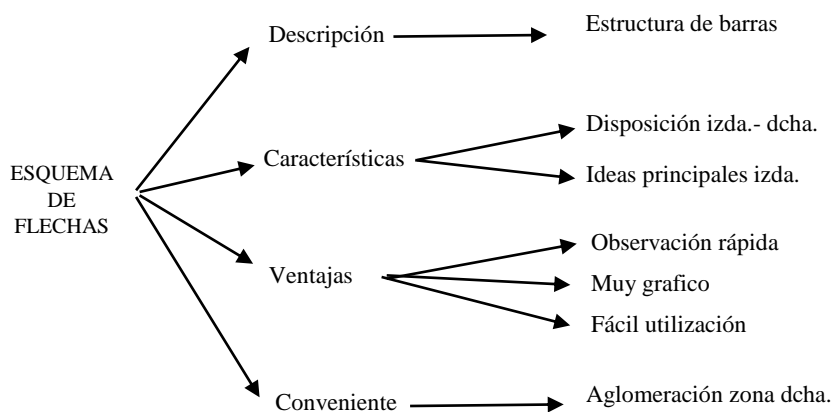 Descripción
Estructura de barras
Disposición izda.- dcha.
Característícas
Ideas principales izda.
ESQUEMA
DE
FLECHAS
Observación rápida
Ventajas
Muy grafico
Fácil utilización
Conveniente
Aglomeración zona dcha.